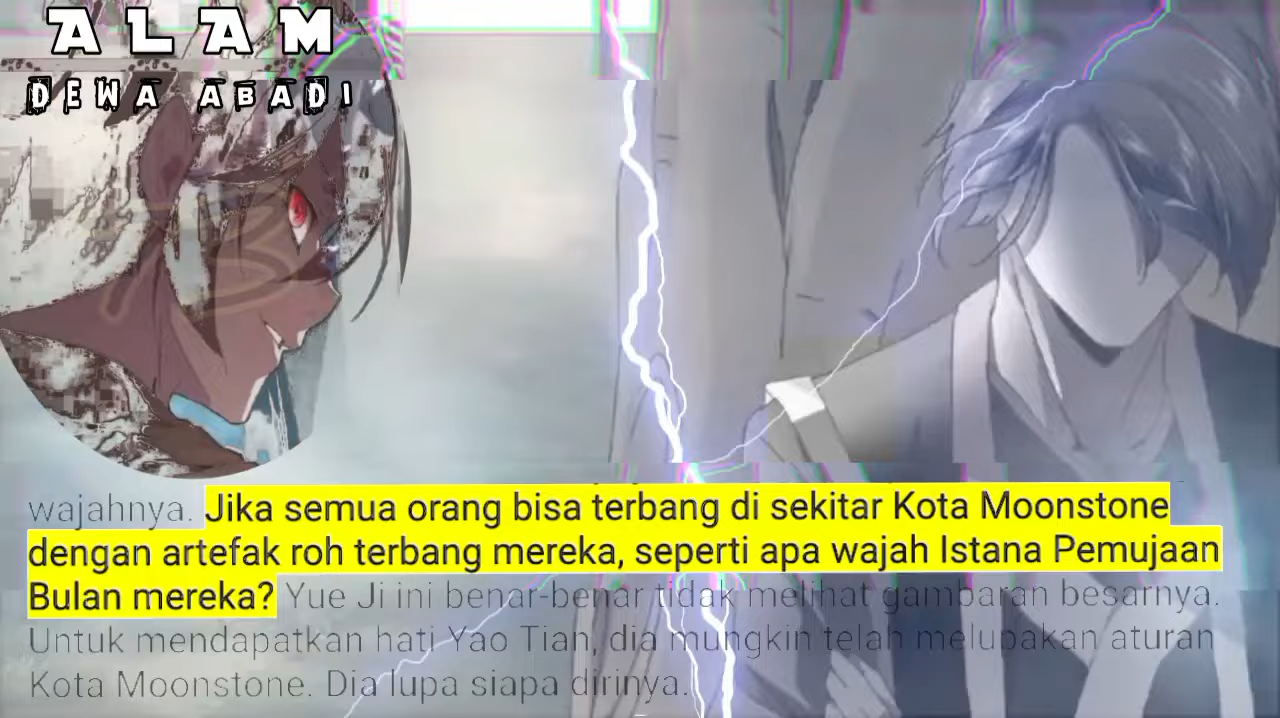 ALAM
DEWA ABADI
wajahnya. Jika semua orang bisa terbang di sekitar Kota Moonstone
dengan artefak roh terbang mereka, seperti apa wajah Istana Pemujaan
Bulan mereka? Yue Ji ini benar-benar tidak melihat gambaran besarnya.
Untuk mendapatkan hati Yao Tian, dia mungkin telah melupakan aturan
Kota Moonstone. Dia lupa siapa dirinya.